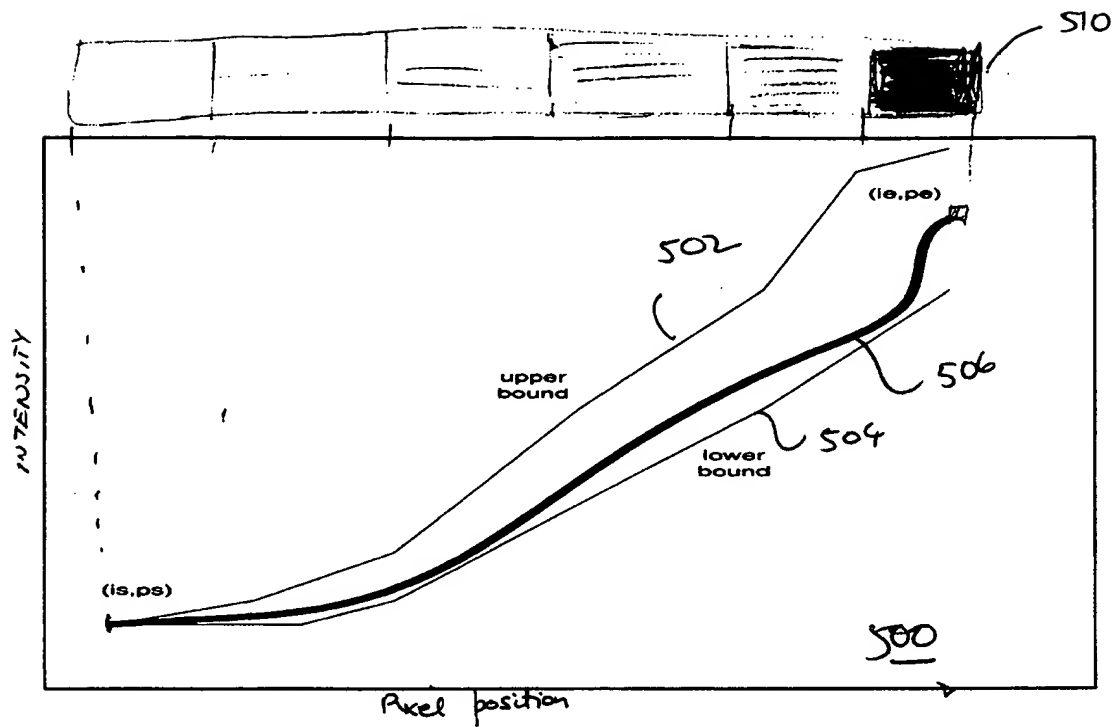 510
(ie,pe)
502
INTENSITY
upper
bound
506
504
lower
bound
(is,ps)
500
Pixel position